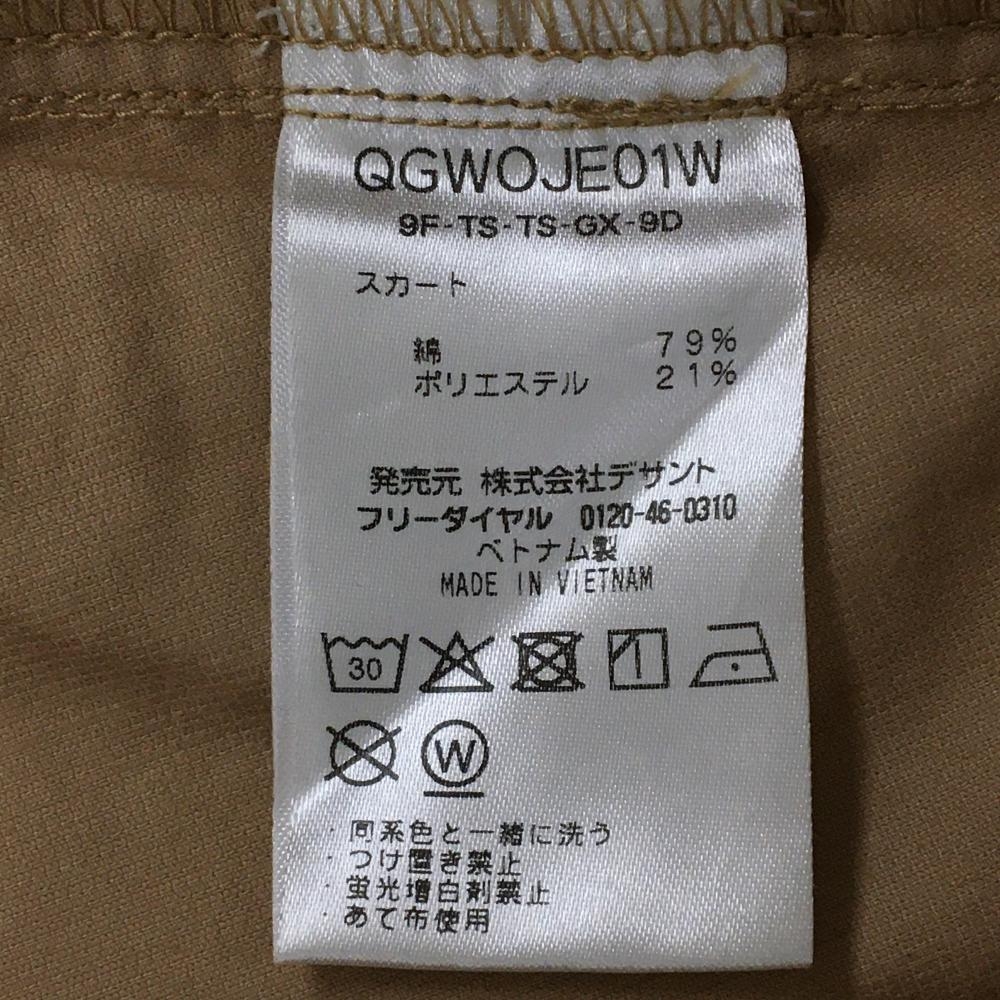 QGWOJE01W
9F-TS-TS-GX-9D
スカート
綿 79%
ポリエステル 21%
発売元 株式会社デサント
フリーダイヤル 0120-46-0310
ベトナム製
MADE IN VIETNAM
30
W
・同系色と一緒に洗う
・つけ置き禁止
・蛍光増白剤禁止
・あて布使用